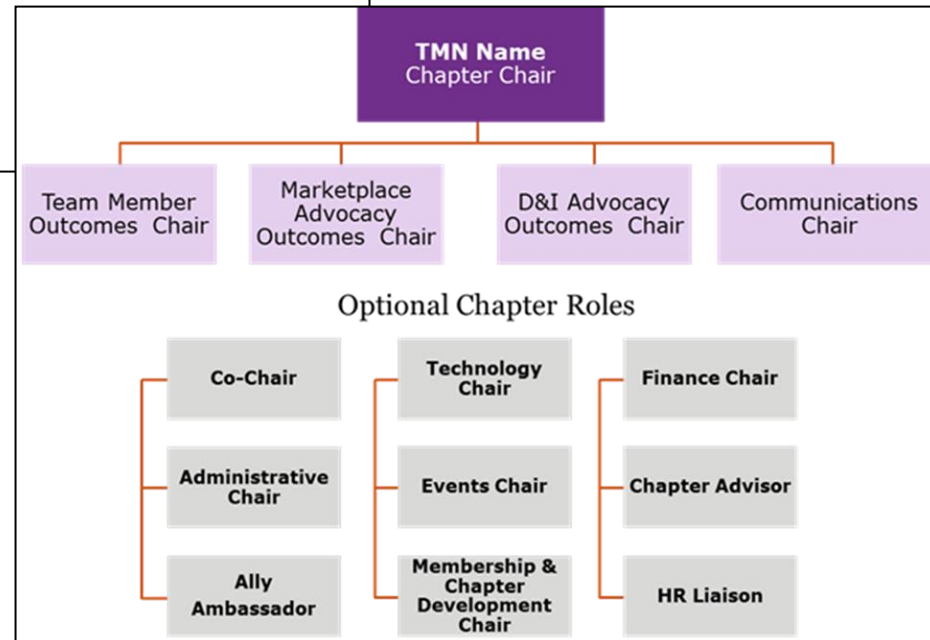 TMN Name
Chapter Chair
Team Member
Outcomes Chair
Marketplace
Advocacy
Outcomes Chair
D&I Advocacy
Outcomes Chair
Communications
Chair
Optional Chapter Roles
Co-Chair
Technology
Chair
Finance Chair
Administrative
Chair
Events Chair
Chapter Advisor
Ally
Ambassador
Membership &
Chapter
Development
Chair
HR Liaison